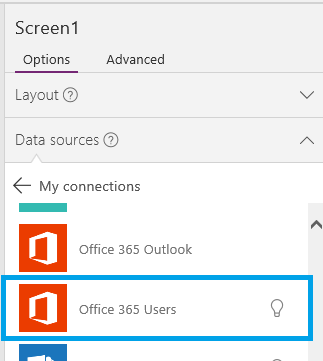 Screen1
Options Advanced
Layout ?
Data sources ?
My connections
Office 365 Outlook
Office 365 Users